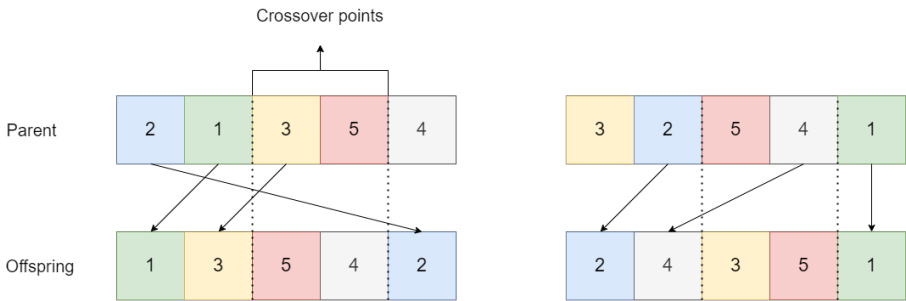 Crossover points
Parent 2 1 3 5 4 3 2 5 4 1
Offspring 1 3 5 4 2 2 4 3 5 1